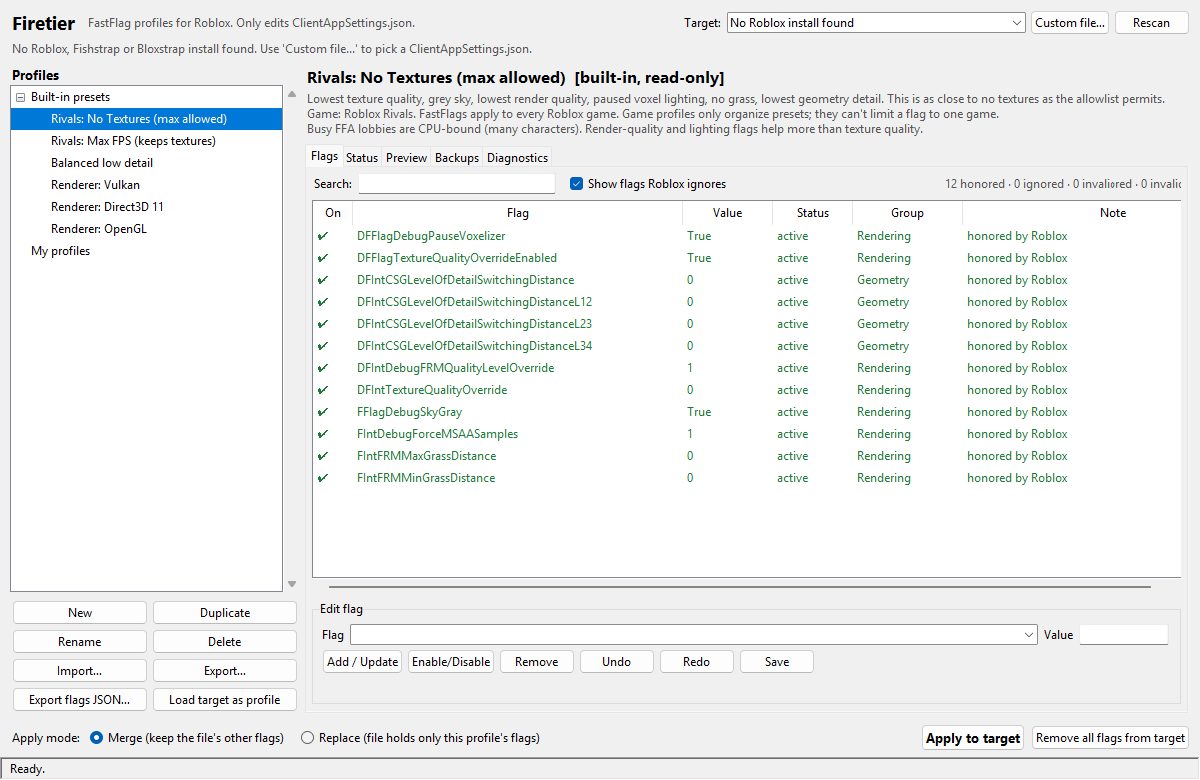 Firetier FastFlag profiles for Roblox. Only edits ClientAppSettings.json. Target: No Roblox install found Custom file... Rescan
No Roblox, Fishstrap or Bloxstrap install found. Use 'Custom file...' to pick a ClientAppSettings.json.
Profiles
Built-in presets
Rivals: No Textures (max allowed)
Rivals: Max FPS (keeps textures)
Balanced low detail
Renderer: Vulkan
Renderer: Direct3D 11
Renderer: OpenGL
My profiles
New Duplicate
Rename Delete
Import... Export...
Export flags JSON... Load target as profile
Rivals: No Textures (max allowed) [built-in, read-only]
Lowest texture quality, grey sky, lowest render quality, paused voxel lighting, no grass, lowest geometry detail. This is as close to no textures as the allowlist permits.
Game: Roblox Rivals. FastFlags apply to every Roblox game. Game profiles only organize presets; they can't limit a flag to one game.
Busy FFA lobbies are CPU-bound (many characters). Render-quality and lighting flags help more than texture quality.
Flags Status Preview Backups Diagnostics
Search: Show flags Roblox ignores 12 honored · 0 ignored · 0 invalired · 0 invalic
On Flag Value Status Group Note
DFFlagDebugPauseVoxelizer True active Rendering honored by Roblox
DFFlagTextureQualityOverrideEnabled True active Rendering honored by Roblox
DFIntCSGLevelOfDetailSwitchingDistance 0 active Geometry honored by Roblox
DFIntCSGLevelOfDetailSwitchingDistanceL12 0 active Geometry honored by Roblox
DFIntCSGLevelOfDetailSwitchingDistanceL23 0 active Geometry honored by Roblox
DFIntCSGLevelOfDetailSwitchingDistanceL34 0 active Geometry honored by Roblox
DFIntDebugFRMQualityLevelOverride 1 active Rendering honored by Roblox
DFIntTextureQualityOverride 0 active Rendering honored by Roblox
FFlagDebugSkyGray True active Rendering honored by Roblox
FIntDebugForceMSAASamples 1 active Rendering honored by Roblox
FIntFRMMaxGrassDistance 0 active Rendering honored by Roblox
FIntFRMMinGrassDistance 0 active Rendering honored by Roblox
Edit flag
Flag Value
Add / Update Enable/Disable Remove Undo Redo Save
Apply mode: Merge (keep the file's other flags) Replace (file holds only this profile's flags) Apply to target Remove all flags from target
Ready.